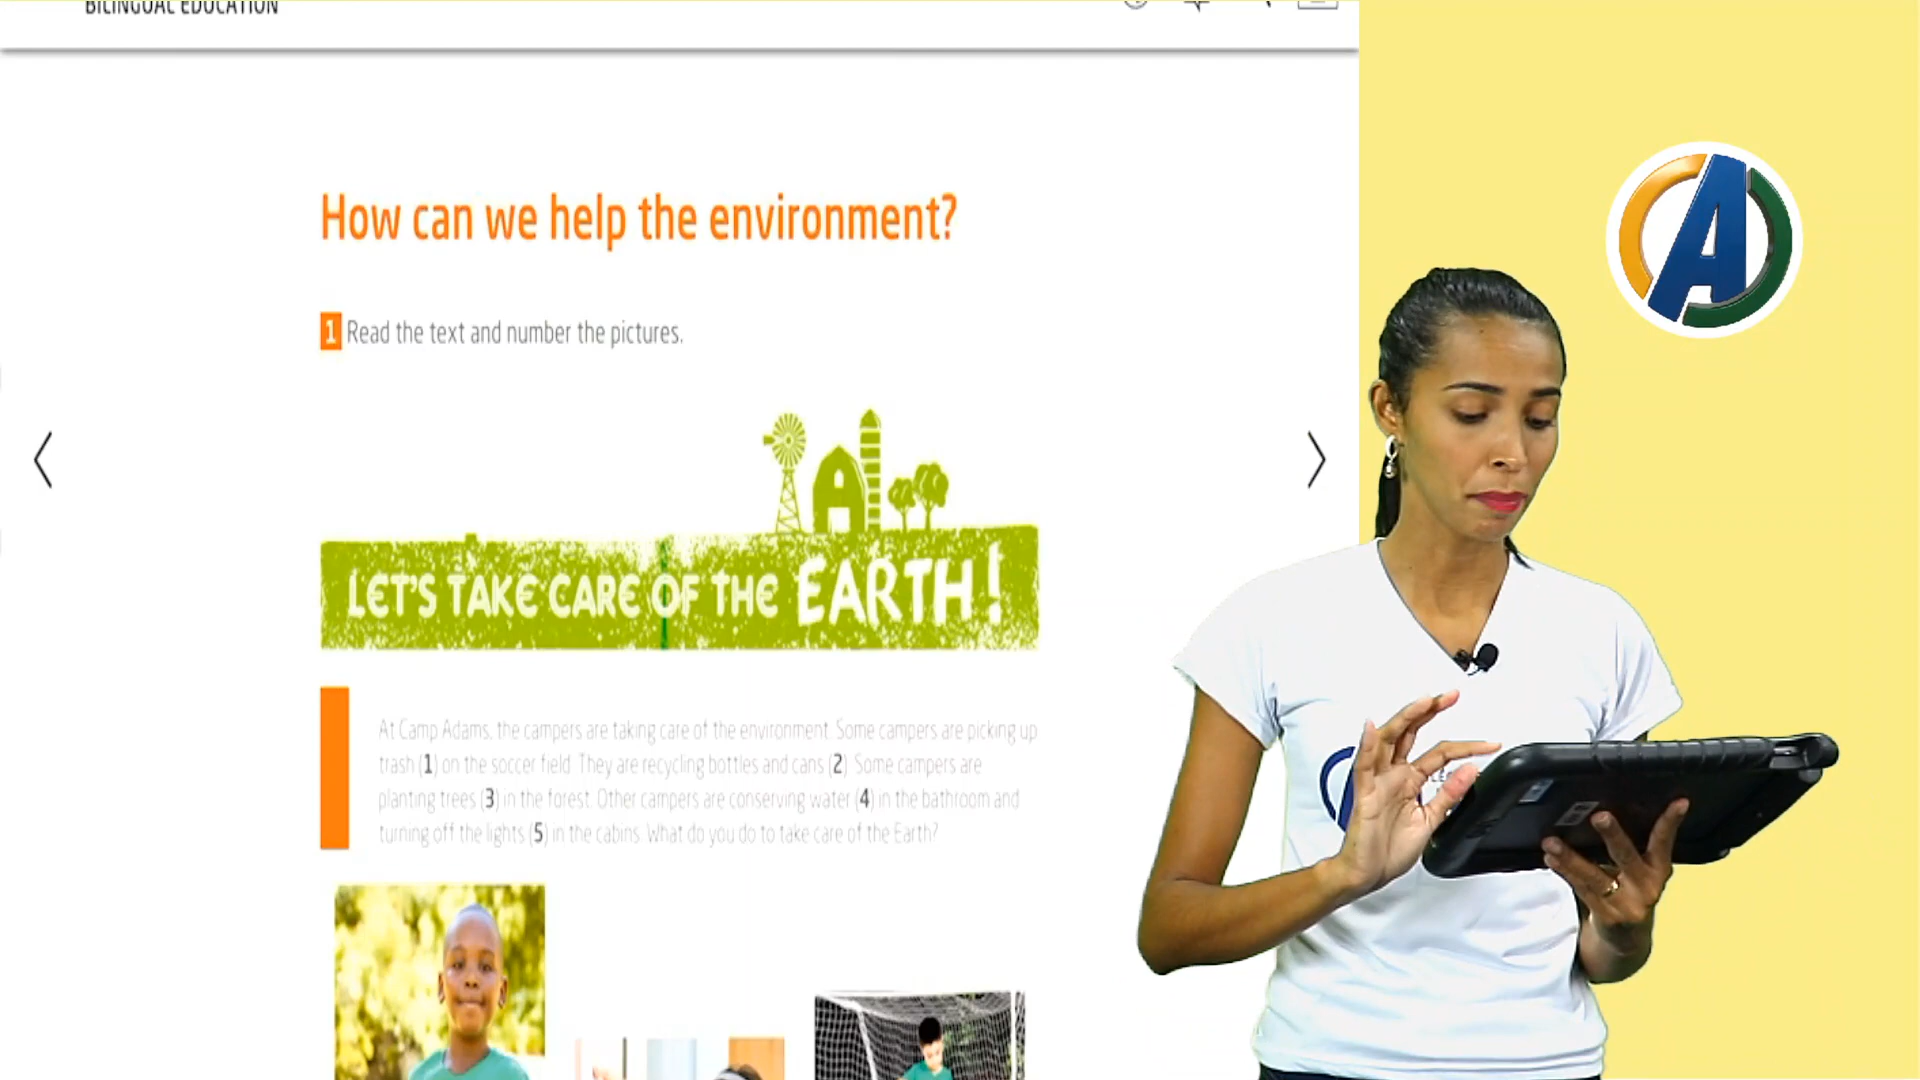 BILINGUAL EDUCATION
How can we help the environment?
1 Read the text and number the pictures.
LET'S TAKE CARE OF THE EARTH!
At Camp Adams, the campers are taking care of the environment. Some campers are picking up
trash (1) on the soccer field. They are recycling bottles and cans (2). Some campers are
planting trees (3) in the forest. Other campers are conserving water (4) in the bathroom and
turning off the lights (5) in the cabins. What do you do to take care of the Earth?
A